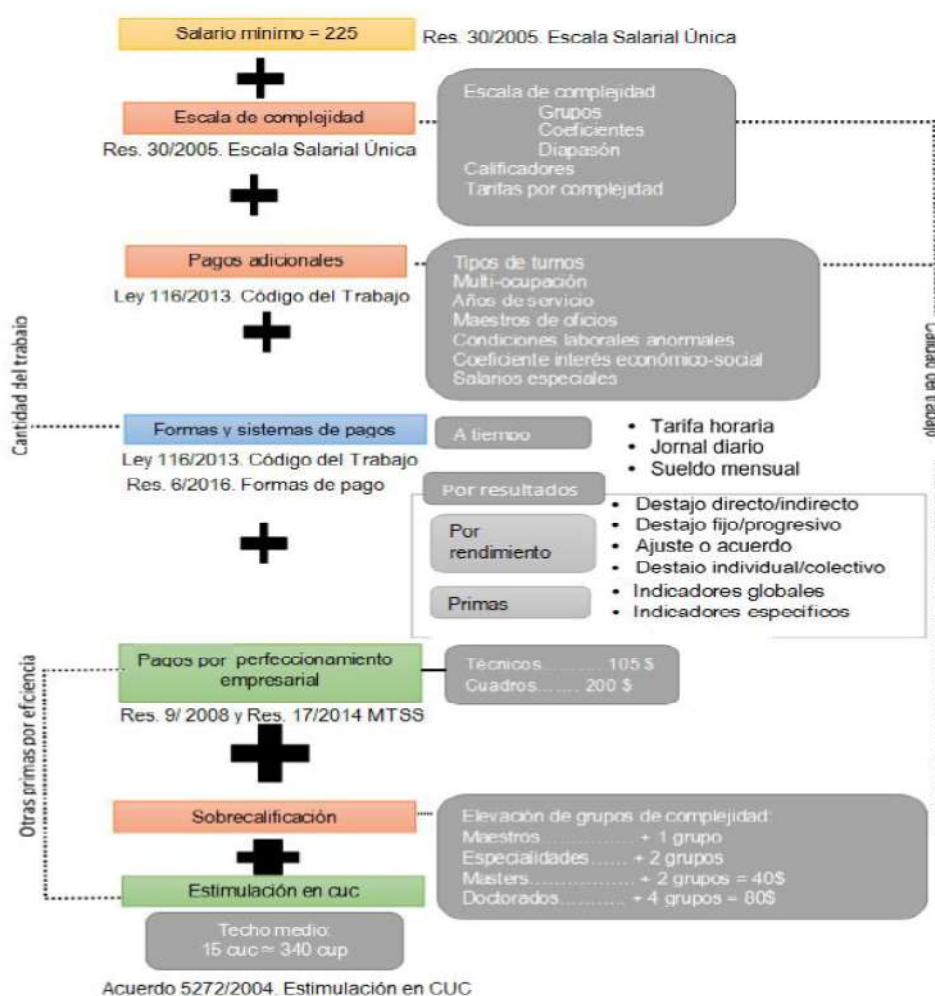 Salario mínimo = 225
Res. 30/2005. Escala Salarial Única
Escala de complejidad
Res. 30/2005. Escala Salarial Única
Escala de complejidad
Grupos
Coeficientes
Diapasón
Calificadores
Tarifas por complejidad
Pagos adicionales
Ley 116/2013. Código del Trabajo
Tipos de turnos
Multi-ocupación
Años de servicio
Maestros de oficios
Condiciones laborales anormales
Coeficiente interés económico-social
Salarios especiales
Calidad del trabajo
Cantidad del trabajo
Formas y sistemas de pagos
Ley 116/2013. Código del Trabajo
Res. 6/2016. Formas de pago
A tiempo
• Tarifa horaria
• Jornal diario
• Sueldo mensual
Por resultados
Por
rendimiento
• Destajo directo/indirecto
• Destajo fijo/progresivo
• Ajuste o acuerdo
• Destajo individual/colectivo
Primas
• Indicadores globales
• Indicadores específicos
Otras primas por eficiencia
Pagos por perfeccionamiento
empresarial
Res. 9/ 2008 y Res. 17/2014 MTSS
Técnicos.......... 105 $
Cuadros....... 200 $
Sobrecalificación
Elevación de grupos de complejidad:
Maestros................ + 1 grupo
Especialidades...... + 2 grupos
Masters.................. + 2 grupos = 40$
Doctorados........... + 4 grupos = 80$
Estimulación en cuc
Techo medio:
15 cuc ≈ 340 cup
Acuerdo 5272/2004. Estimulación en CUC